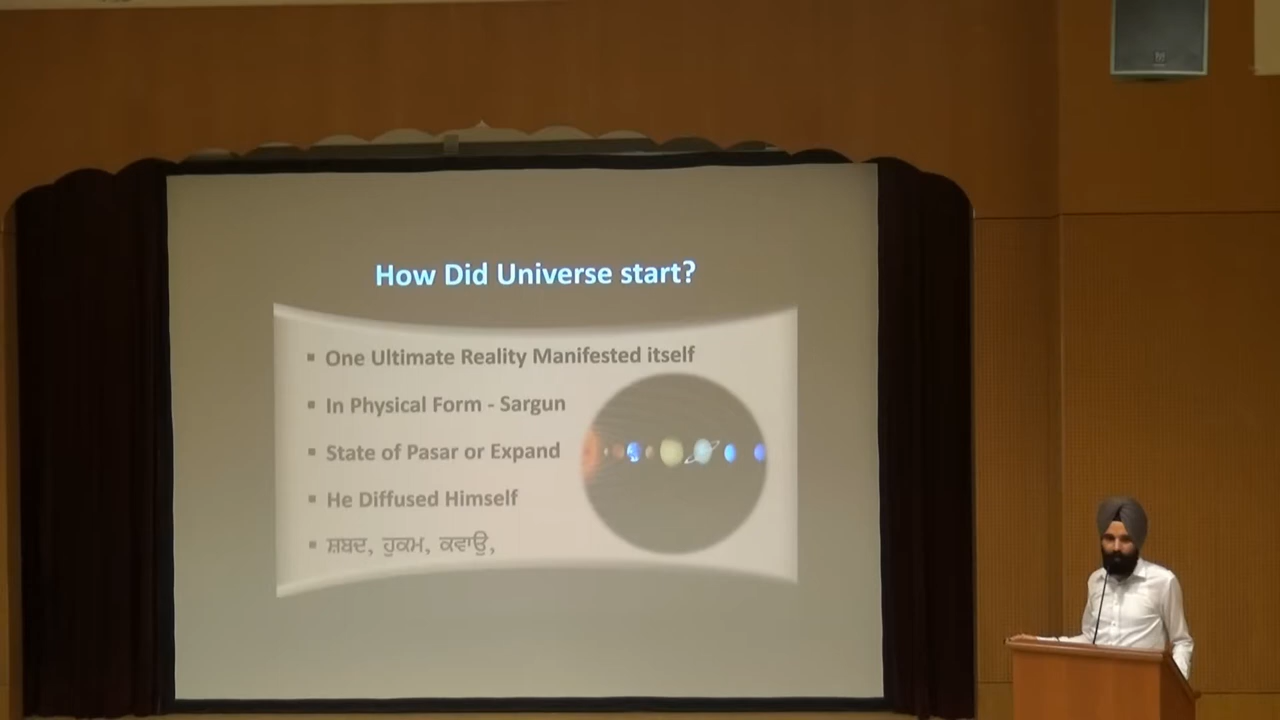 How Did Universe start?
▪ One Ultimate Reality Manifested itself
▪ In Physical Form - Sargun
▪ State of Pasar or Expand
▪ He Diffused Himself
▪ ਸ਼ਬਦ, ਹੁਕਮ, ਕਵਾਉ,